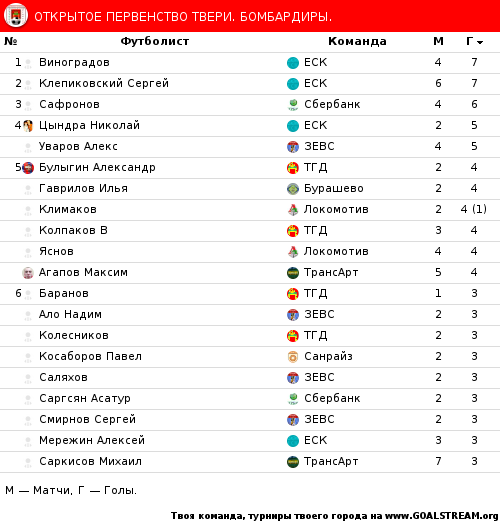 ОТКРЫТОЕ ПЕРВЕНСТВО ТВЕРИ. БОМБАРДИРЫ.
№ Футболист Команда М Г
1 Виноградов ЕСК 4 7
2 Клепиковский Сергей ЕСК 6 7
3 Сафронов Сбербанк 4 6
4 Цындра Николай ЕСК 2 5
Уваров Алекс ЗЕВС 4 5
5 Булыгин Александр ТГД 2 4
Гаврилов Илья Бурашево 2 4
Климаков Локомотив 2 4 (1)
Колпаков В ТГД 3 4
Яснов Локомотив 4 4
Агапов Максим ТрансАрт 5 4
6 Баранов ТГД 1 3
Ало Надим ЗЕВС 2 3
Колесников ТГД 2 3
Косаборов Павел Санрайз 2 3
Саляхов ЗЕВС 2 3
Саргсян Асатур Сбербанк 2 3
Смирнов Сергей ЗЕВС 2 3
Мережин Алексей ЕСК 3 3
Саркисов Михаил ТрансАрт 7 3
М — Матчи, Г — Голы.
Твоя команда, турниры твоего города на www.GOALSTREAM.org